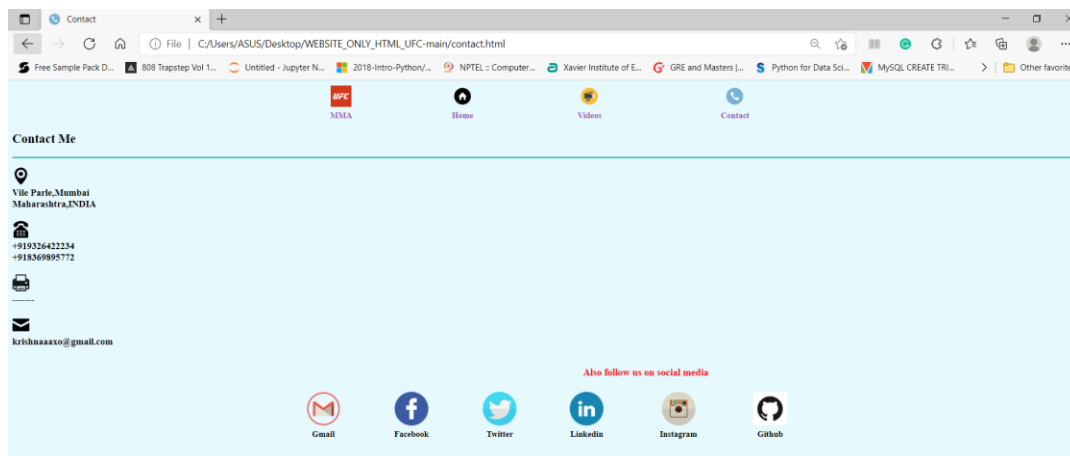 Contact
File | C:/Users/ASUS/Desktop/WEBSITE_ONLY_HTML_UFC-main/contact.html
Free Sample Pack D... 808 Trapstep Vol 1... Untitled - Jupyter N... 2018-Intro-Python/... NPTEL :: Computer... Xavier Institute of E... GRE and Masters |... Python for Data Sci... MySQL CREATE TRI... Other favorite
UFC
MMA Home Videos Contact
Contact Me
Vile Parle,Mumbai
Maharashtra,INDIA
+919326422234
+918369895772
-------
krishnaaaxo@gmail.com
Also follow us on social media
Gmail Facebook Twitter Linkedin Instagram Github